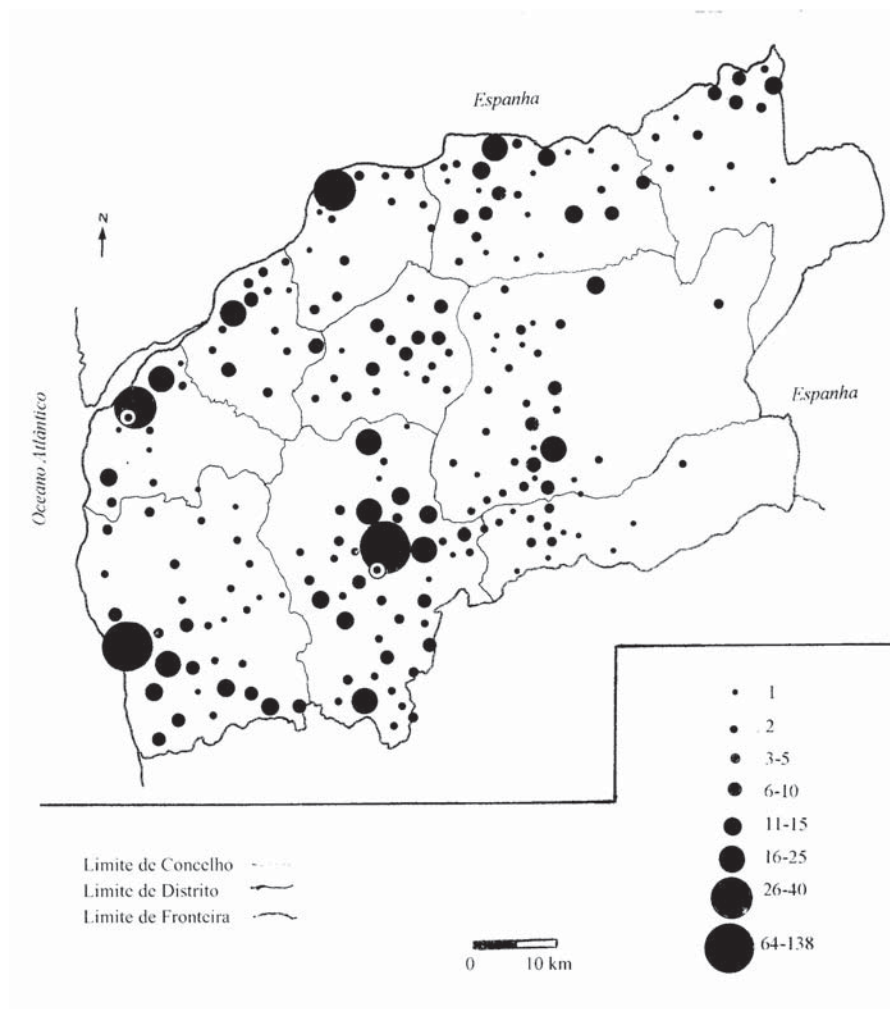 Espanha
N
Espanha
Oceano Atlântico
1
2
3-5
6-10
11-15
16-25
26-40
64-138
Limite de Concelho
Limite de Distrito
Limite de Fronteira
0 10 km